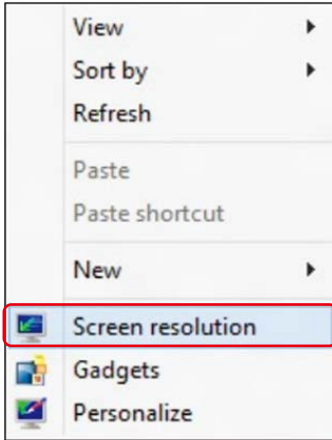 View
Sort by
Refresh
Paste
Paste shortcut
New
Screen resolution
Gadgets
Personalize